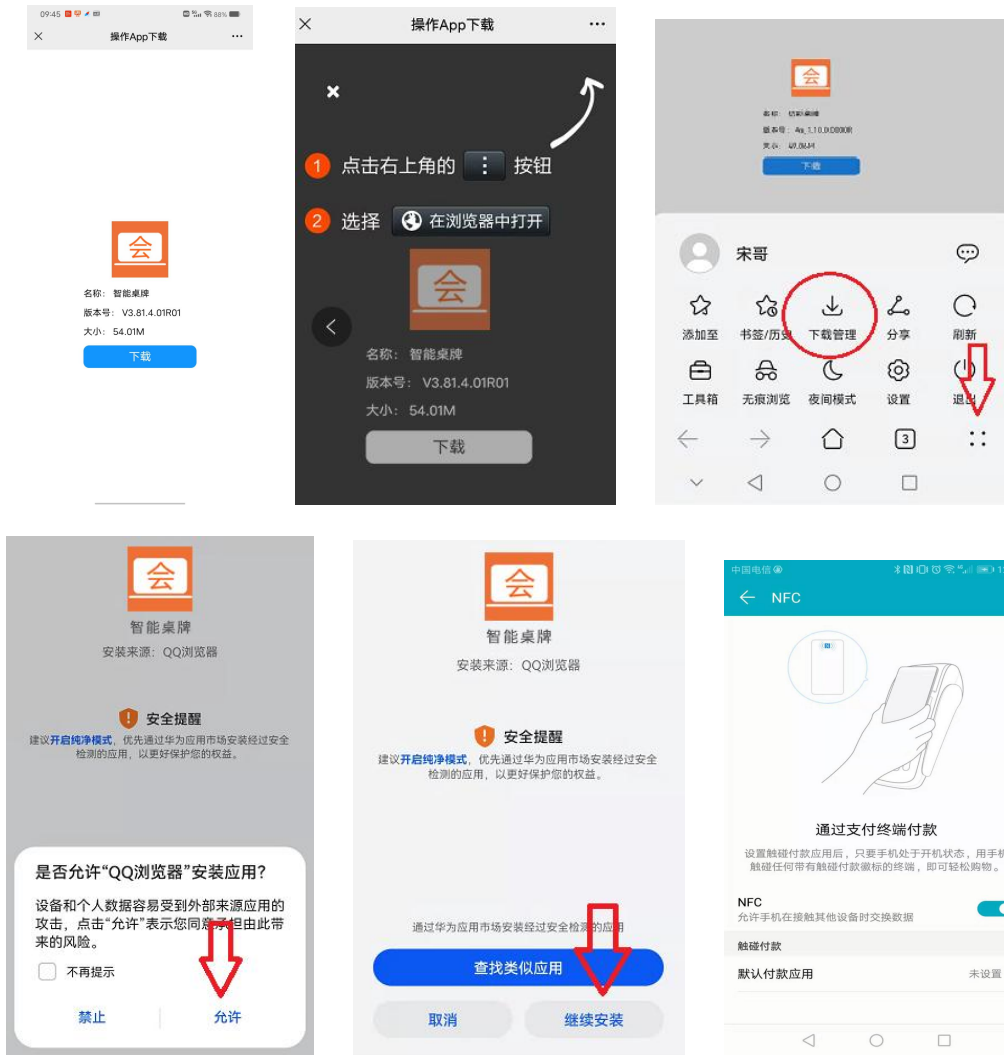 09:45
88%
操作App下载
会
名称： 智能桌牌
版本号： V3.81.4.01R01
大小： 54.01M
下载
操作App下载
1 点击右上角的 按钮
2 选择 在浏览器中打开
会
名称： 智能桌牌
版本号： V3.81.4.01R01
大小： 54.01M
下载
会
下载
宋哥
添加至 书签/历史 下载管理 分享 刷新
工具箱 无痕浏览 夜间模式 设置 退出
3
会
智能桌牌
安装来源： QQ浏览器
安全提醒
建议开启纯净模式，优先通过华为应用市场安装经过安全
检测的应用，以更好保护您的权益。
是否允许“QQ浏览器”安装应用？
设备和个人数据容易受到外部来源应用的
攻击，点击“允许”表示您同意承担由此带
来的风险。
不再提示
禁止 允许
会
智能桌牌
安装来源： QQ浏览器
安全提醒
建议开启纯净模式，优先通过华为应用市场安装经过安全
检测的应用，以更好保护您的权益。
通过华为应用市场安装经过安全检测的应用
查找类似应用
取消 继续安装
中国电信
NFC
通过支付终端付款
设置触碰付款应用后，只要手机处于开机状态，用手机
触碰任何带有触碰付款徽标的终端，即可轻松购物。
NFC
允许手机在接触其他设备时交换数据
触碰付款
默认付款应用 未设置